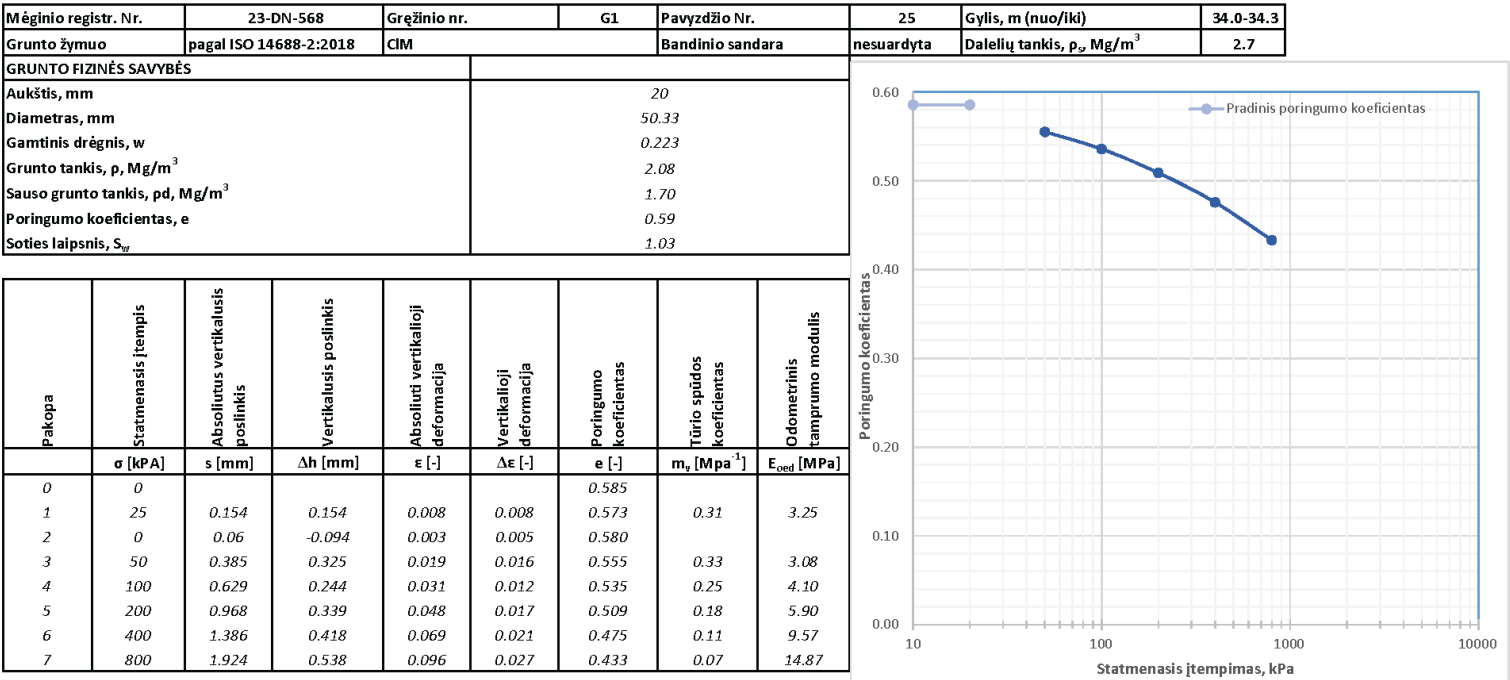 Mėginio registr. Nr. 23-DN-568 Gręžinio nr. G1 Pavyzdžio Nr. 25 Gylis, m (nuo/iki) 34.0-34.3
Grunto žymuo pagal ISO 14688-2:2018 ClM Bandinio sandara nesuardyta Dalelių tankis, ρs, Mg/m³ 2.7
GRUNTO FIZINĖS SAVYBĖS
Aukštis, mm 20
Diametras, mm 50.33
Gamtinis drėgnis, w 0.223
Grunto tankis, ρ, Mg/m³ 2.08
Sauso grunto tankis, ρd, Mg/m³ 1.70
Poringumo koeficientas, e 0.59
Soties laipsnis, Sw 1.03
Pakopa
Statmenasis įtempis
Absoliutus vertikalusis poslinkis
Vertikalusis poslinkis
Absoliuti vertikalioji deformacija
Vertikalioji deformacija
Poringumo koeficientas
Tūrio spūdos koeficientas
Odometrinis tamprumo modulis
σ [kPA] s [mm] Δh [mm] ε [-] Δε [-] e [-] mv [Mpa⁻¹] Eoed [MPa]
0 0 0.585
1 25 0.154 0.154 0.008 0.008 0.573 0.31 3.25
2 0 0.06 -0.094 0.003 0.005 0.580
3 50 0.385 0.325 0.019 0.016 0.555 0.33 3.08
4 100 0.629 0.244 0.031 0.012 0.535 0.25 4.10
5 200 0.968 0.339 0.048 0.017 0.509 0.18 5.90
6 400 1.386 0.418 0.069 0.021 0.475 0.11 9.57
7 800 1.924 0.538 0.096 0.027 0.433 0.07 14.87
Pradinis poringumo koeficientas
Poringumo koeficientas
0.60
0.50
0.40
0.30
0.20
0.10
0.00
10 100 1000 10000
Statmenasis įtempimas, kPa